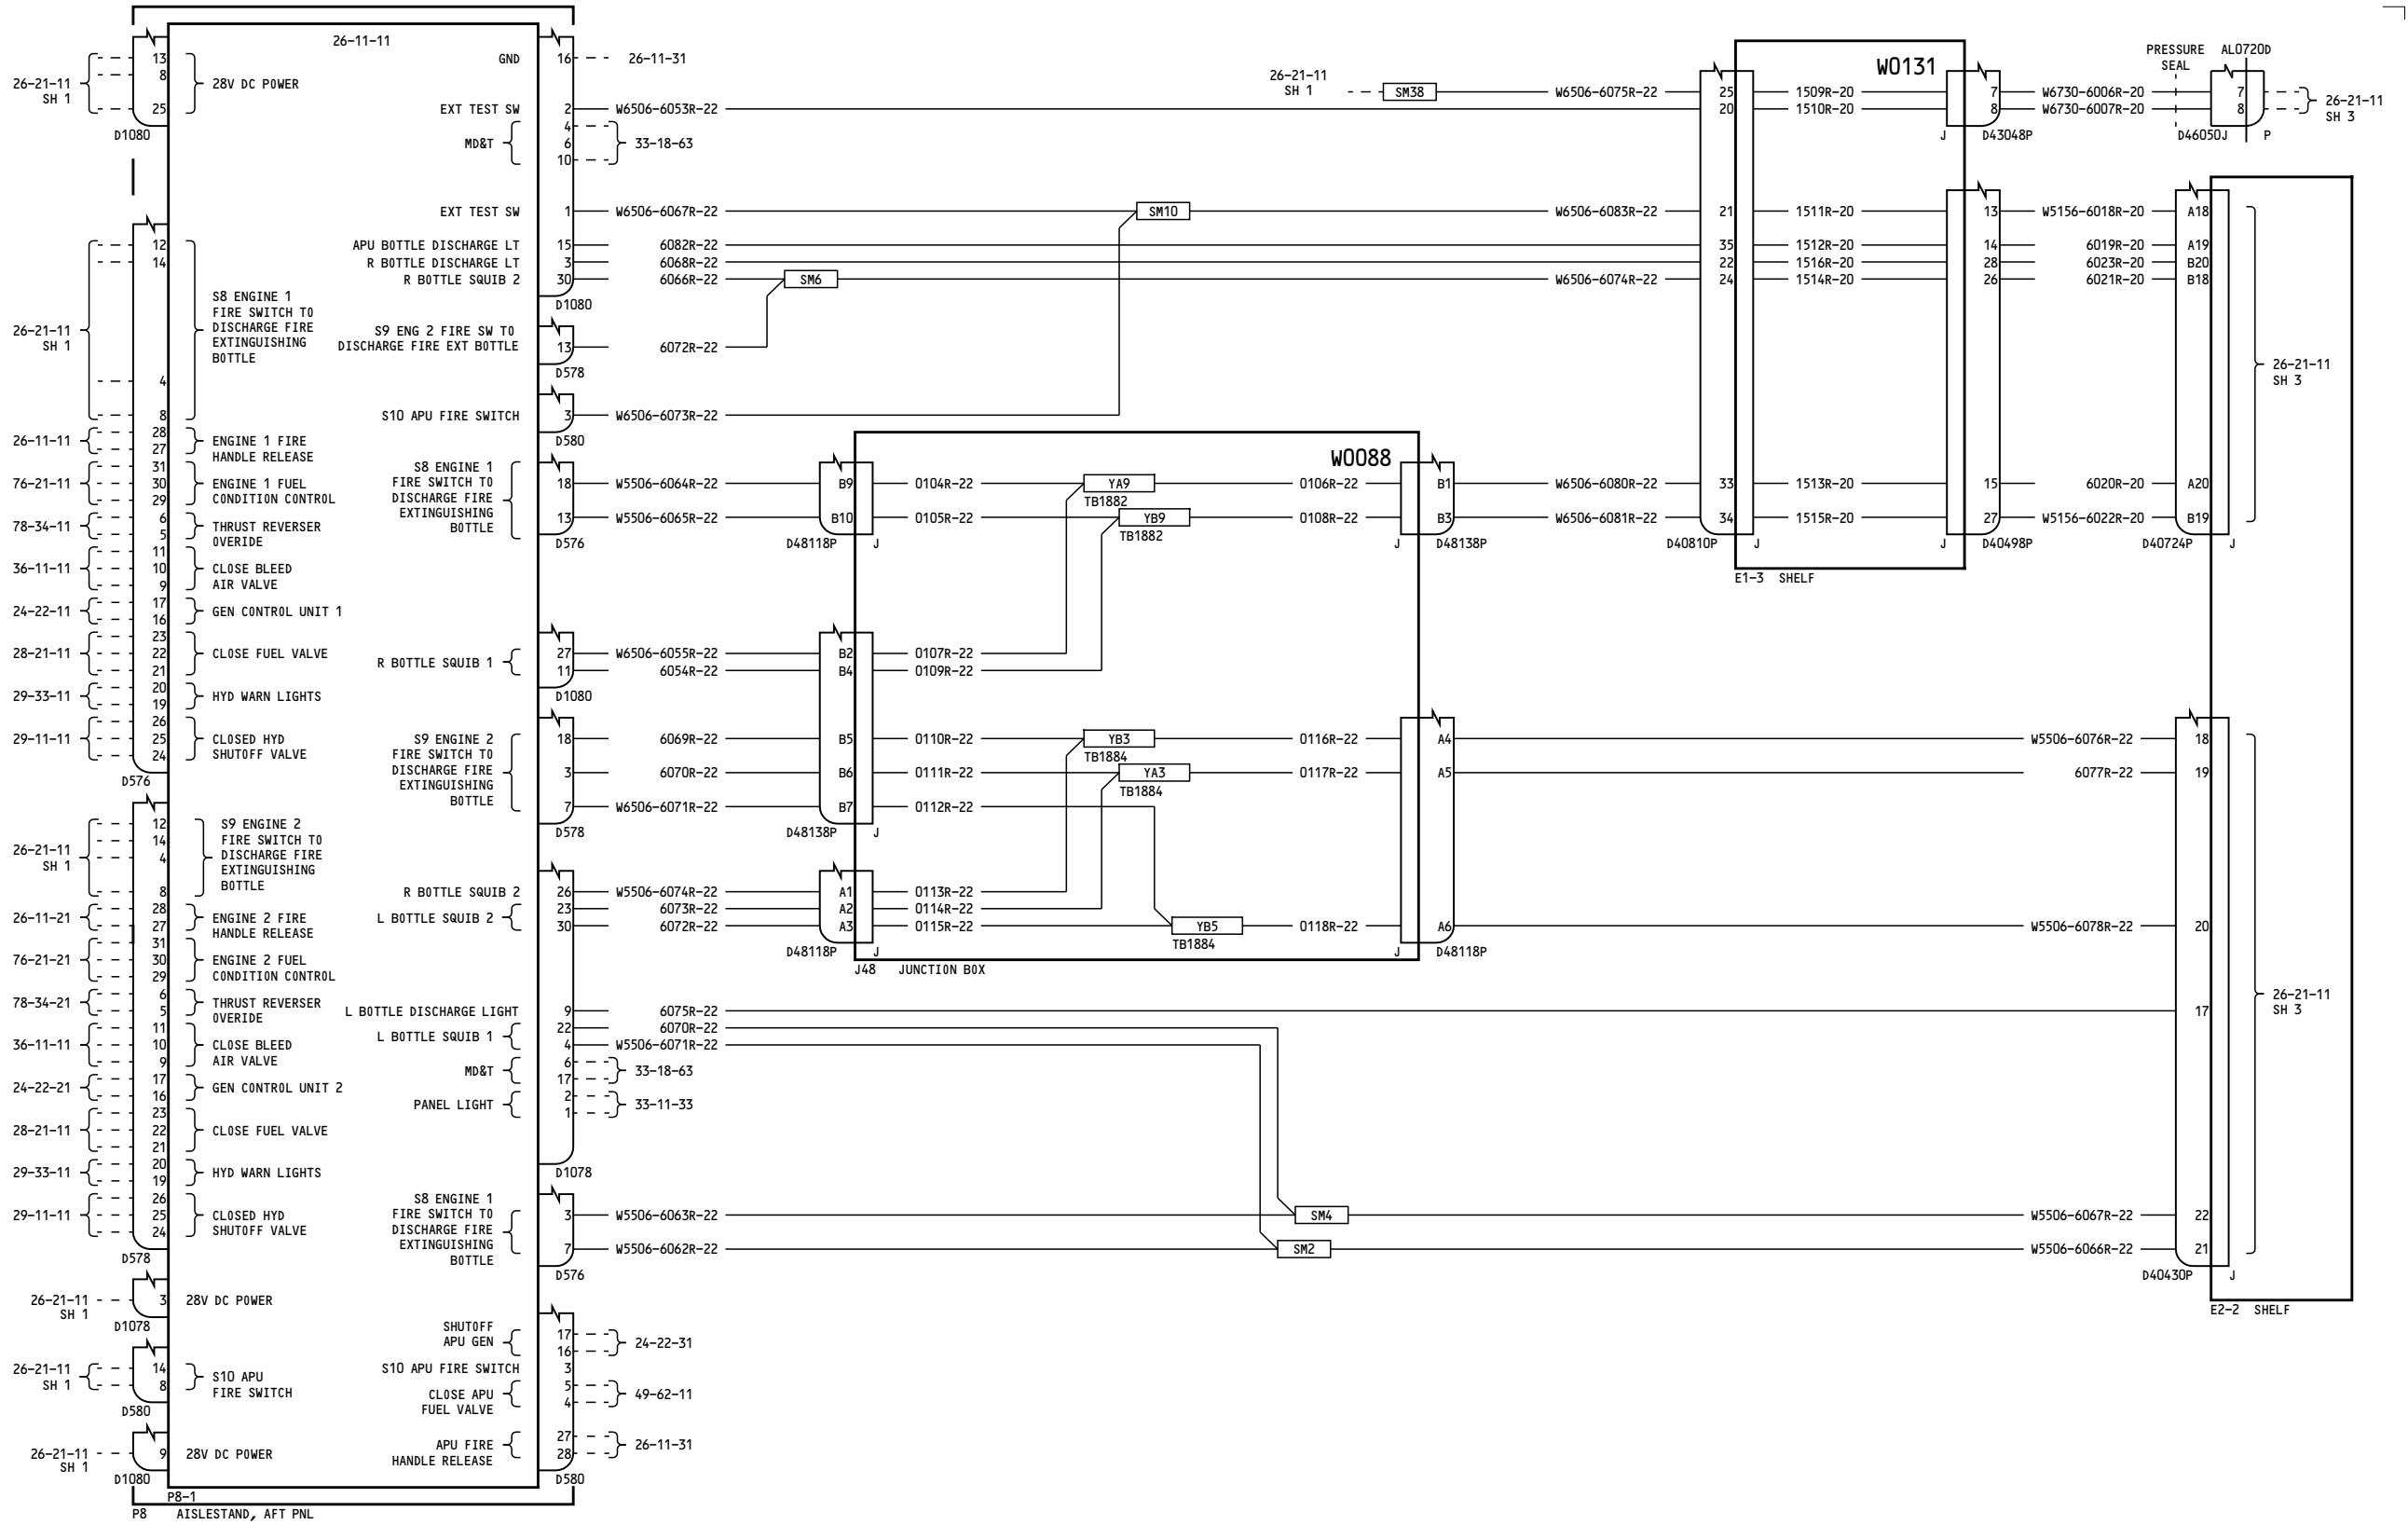 26-11-11
26-21-11
SH 1
13
8
25
28V DC POWER
D1080
12
14
26-21-11
SH 1
4
8
S8 ENGINE 1
FIRE SWITCH TO
DISCHARGE FIRE
EXTINGUISHING
BOTTLE
26-11-11
28
27
ENGINE 1 FIRE
HANDLE RELEASE
76-21-11
31
30
29
ENGINE 1 FUEL
CONDITION CONTROL
78-34-11
6
5
THRUST REVERSER
OVERIDE
36-11-11
11
10
9
CLOSE BLEED
AIR VALVE
24-22-11
17
16
GEN CONTROL UNIT 1
28-21-11
23
22
21
CLOSE FUEL VALVE
29-33-11
20
19
HYD WARN LIGHTS
29-11-11
26
25
24
CLOSED HYD
SHUTOFF VALVE
D576
26-21-11
SH 1
12
14
4
8
S9 ENGINE 2
FIRE SWITCH TO
DISCHARGE FIRE
EXTINGUISHING
BOTTLE
26-11-21
28
27
ENGINE 2 FIRE
HANDLE RELEASE
76-21-21
31
30
29
ENGINE 2 FUEL
CONDITION CONTROL
78-34-21
6
5
THRUST REVERSER
OVERIDE
36-11-11
11
10
9
CLOSE BLEED
AIR VALVE
24-22-21
17
16
GEN CONTROL UNIT 2
28-21-11
23
22
21
CLOSE FUEL VALVE
29-33-11
20
19
HYD WARN LIGHTS
29-11-11
26
25
24
CLOSED HYD
SHUTOFF VALVE
D578
26-21-11
SH 1
3
28V DC POWER
D1078
26-21-11
SH 1
14
8
S10 APU
FIRE SWITCH
D580
26-21-11
SH 1
9
28V DC POWER
D1080
P8-1
P8 AISLESTAND, AFT PNL
GND 16 26-11-31
EXT TEST SW 2 W6506-6053R-22
MD&T
4
6
10
33-18-63
EXT TEST SW 1 W6506-6067R-22
APU BOTTLE DISCHARGE LT 15 6082R-22
R BOTTLE DISCHARGE LT 3 6068R-22
R BOTTLE SQUIB 2 30 6066R-22
D1080
S9 ENG 2 FIRE SW TO
DISCHARGE FIRE EXT BOTTLE 13 6072R-22
D578
S10 APU FIRE SWITCH 3 W6506-6073R-22
D580
S8 ENGINE 1
FIRE SWITCH TO
DISCHARGE FIRE
EXTINGUISHING
BOTTLE
18 W5506-6064R-22
13 W5506-6065R-22
D576
R BOTTLE SQUIB 1
27 W6506-6055R-22
11 6054R-22
D1080
S9 ENGINE 2
FIRE SWITCH TO
DISCHARGE FIRE
EXTINGUISHING
BOTTLE
18 6069R-22
3 6070R-22
7 W6506-6071R-22
D578
R BOTTLE SQUIB 2 26 W5506-6074R-22
L BOTTLE SQUIB 2
23 6073R-22
30 6072R-22
L BOTTLE DISCHARGE LIGHT 9 6075R-22
L BOTTLE SQUIB 1
22 6070R-22
4 W5506-6071R-22
MD&T
6
17
33-18-63
PANEL LIGHT
2
1
33-11-33
D1078
S8 ENGINE 1
FIRE SWITCH TO
DISCHARGE FIRE
EXTINGUISHING
BOTTLE
3 W5506-6063R-22
7 W5506-6062R-22
D576
SHUTOFF
APU GEN
17
16
24-22-31
S10 APU FIRE SWITCH 3
CLOSE APU
FUEL VALVE
5
4
49-62-11
APU FIRE
HANDLE RELEASE
27
28
26-11-31
D580
SM10
SM6
SM4
SM2
W0088
B9 0104R-22 YA9 0106R-22 B1
TB1882
B10 0105R-22 YB9 0108R-22 B3
TB1882
D48118P J
J D48138P
B2 0107R-22
B4 0109R-22
B5 0110R-22 YB3 0116R-22 A4
TB1884
B6 0111R-22 YA3 0117R-22 A5
TB1884
B7 0112R-22
D48138P J
A1 0113R-22
A2 0114R-22
A3 0115R-22 YB5 0118R-22 A6
TB1884
D48118P J
J D48118P
J48 JUNCTION BOX
26-21-11
SH 1
SM38 W6506-6075R-22
W6506-6083R-22
W6506-6074R-22
W6506-6080R-22
W6506-6081R-22
W0131
25 1509R-20 7 W6730-6006R-20 7
20 1510R-20 8 W6730-6007R-20 8
J D43048P
PRESSURE
SEAL
AL0720D
D46050J P
26-21-11
SH 3
21 1511R-20 13 W5156-6018R-20 A18
35 1512R-20 14 6019R-20 A19
22 1516R-20 28 6023R-20 B20
24 1514R-20 26 6021R-20 B18
33 1513R-20 15 6020R-20 A20
34 1515R-20 27 W5156-6022R-20 B19
D40810P J
J D40498P
D40724P J
E1-3 SHELF
26-21-11
SH 3
W5506-6076R-22 18
6077R-22 19
W5506-6078R-22 20
17
W5506-6067R-22 22
W5506-6066R-22 21
D40430P J
26-21-11
SH 3
E2-2 SHELF